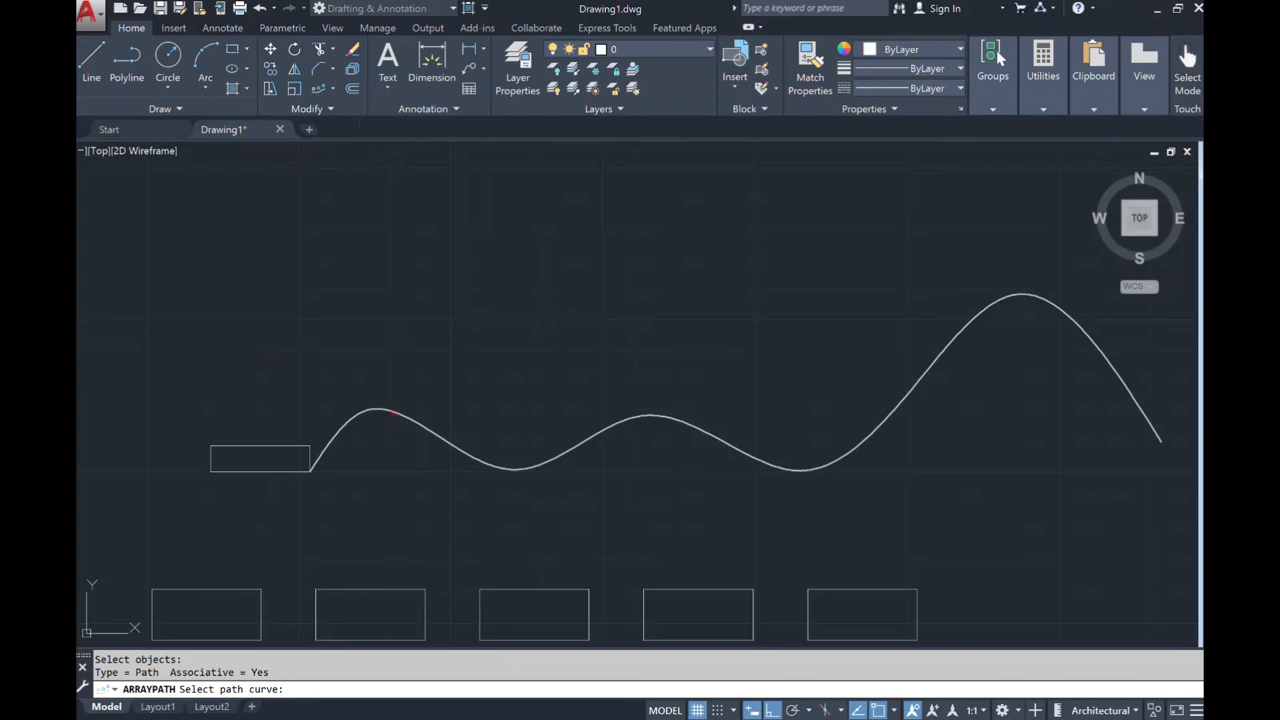 A Drafting & Annotation Drawing1.dwg Type a keyword or phrase Sign In ?
Home Insert Annotate Parametric View Manage Output Add-ins Collaborate Express Tools Featured Apps
0
ByLayer
Line Polyline Circle Arc Text Dimension Layer Properties Insert Match Properties ByLayer Groups Utilities Clipboard View Select Mode
ByLayer
Draw Modify Annotation Layers Block Properties Touch
Start Drawing1* +
−][Top][2D Wireframe]
N
W TOP E
S
WCS
Y
X
Select objects:
Type = Path Associative = Yes
ARRAYPATH Select path curve:
Model Layout1 Layout2 + MODEL 1:1 Architectural